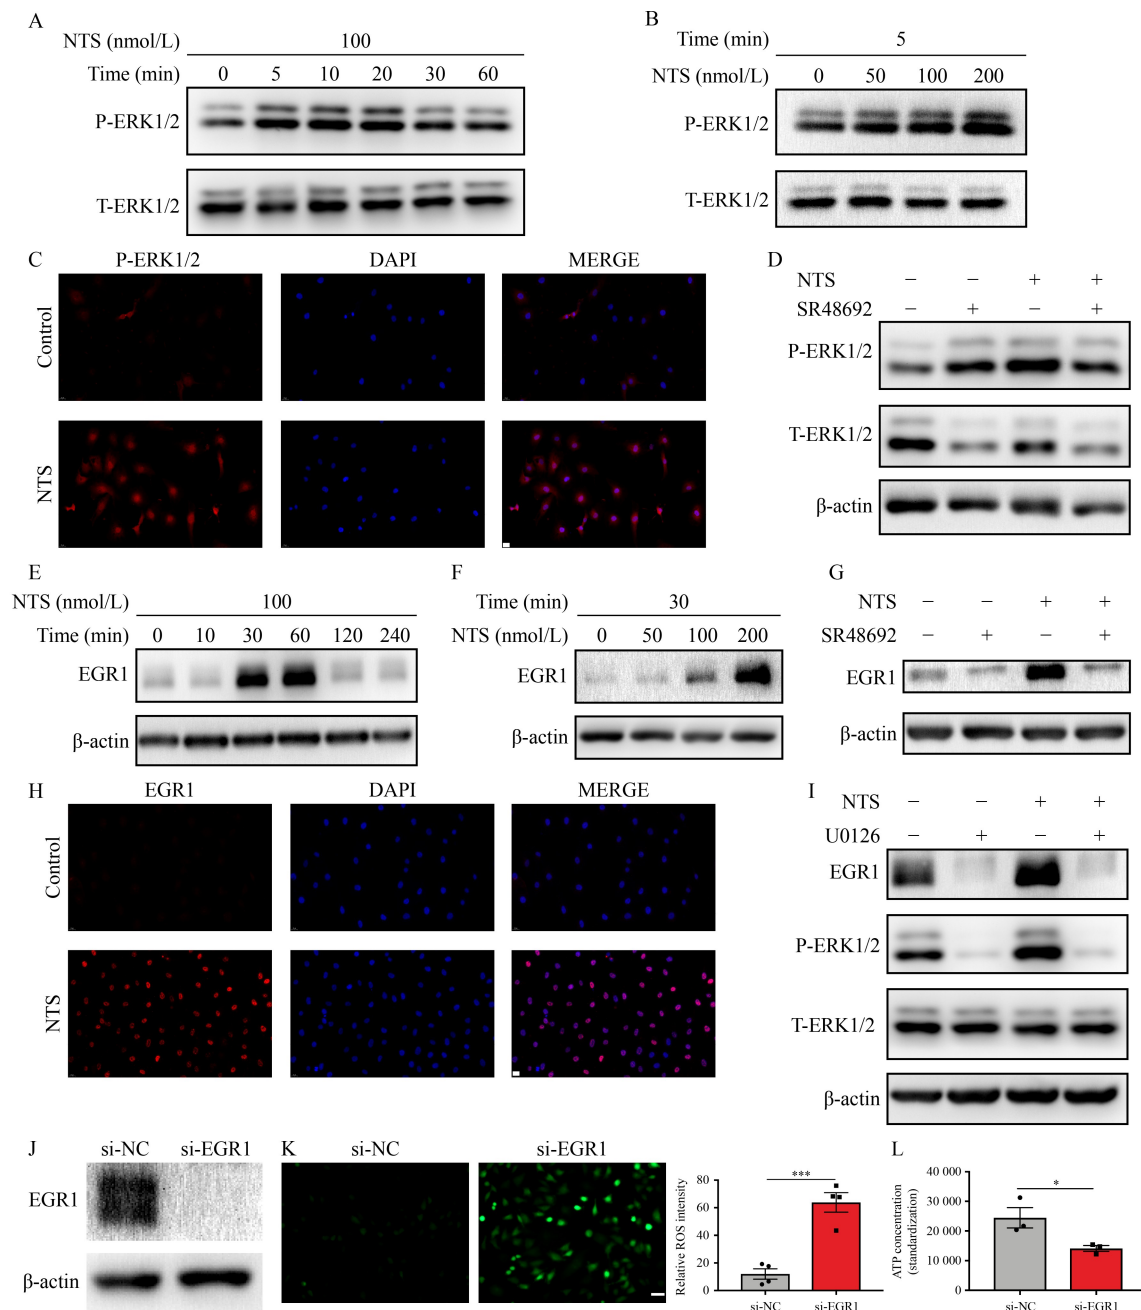 A
NTS (nmol/L) 100
Time (min) 0 5 10 20 30 60
P-ERK1/2
T-ERK1/2
B
Time (min) 5
NTS (nmol/L) 0 50 100 200
P-ERK1/2
T-ERK1/2
C
P-ERK1/2 DAPI MERGE
Control
NTS
D
NTS − − + +
SR48692 − + − +
P-ERK1/2
T-ERK1/2
β-actin
E
NTS (nmol/L) 100
Time (min) 0 10 30 60 120 240
EGR1
β-actin
F
Time (min) 30
NTS (nmol/L) 0 50 100 200
EGR1
β-actin
G
NTS − − + +
SR48692 − + − +
EGR1
β-actin
H
EGR1 DAPI MERGE
Control
NTS
I
NTS − − + +
U0126 − + − +
EGR1
P-ERK1/2
T-ERK1/2
β-actin
J
si-NC si-EGR1
EGR1
β-actin
K
si-NC si-EGR1
Relative ROS intensity
80
60
40
20
0
***
si-NC si-EGR1
L
ATP concentration
(standardization)
40 000
30 000
20 000
10 000
0
*
si-NC si-EGR1